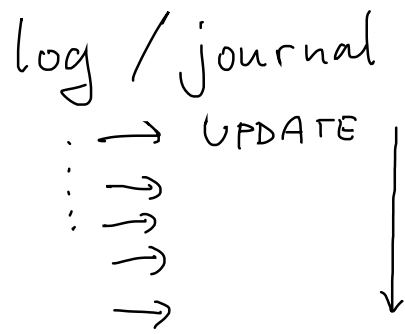 log / journal
→ UPDATE
→
→
→
→